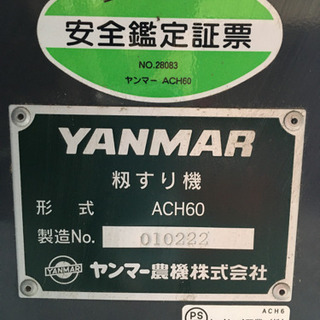 安全鑑定証票
NO.28083
ヤンマー ACH60
YANMAR
籾すり機
形式 ACH60
製造No. 010222
YANMAR ヤンマー農機株式会社
PS
ACH6